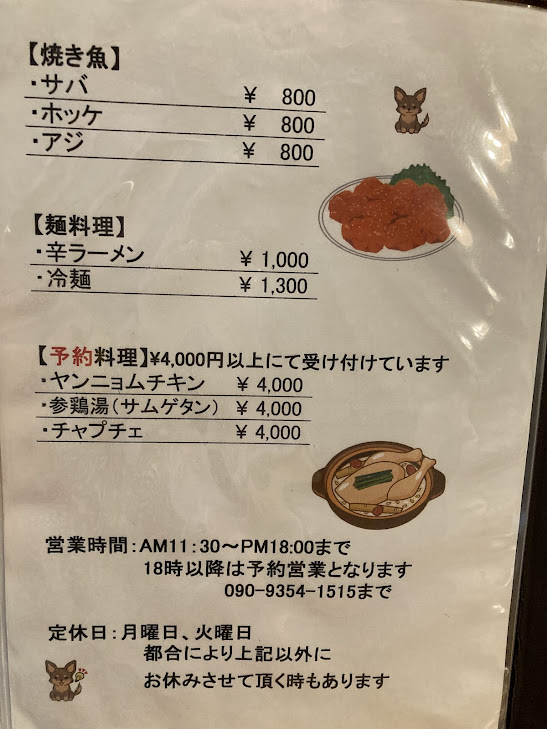 【焼き魚】
・サバ ¥ 800
・ホッケ ¥ 800
・アジ ¥ 800
【麺料理】
・辛ラーメン ¥ 1,000
・冷麺 ¥ 1,300
【予約料理】¥4,000円以上にて受け付けています
・ヤンニョムチキン ¥ 4,000
・参鶏湯（サムゲタン） ¥ 4,000
・チャプチェ ¥ 4,000
営業時間：AM11：30～PM18:00まで
18時以降は予約営業となります
090-9354-1515まで
定休日：月曜日、火曜日
都合により上記以外に
お休みさせて頂く時もあります